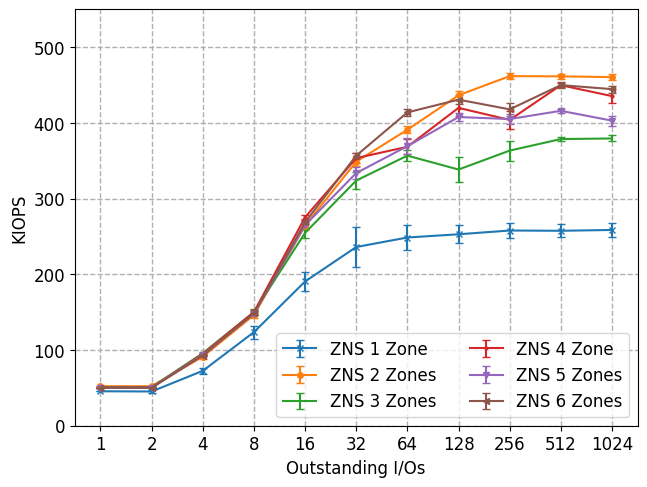 500
400
300
200
100
0
KIOPS
1 2 4 8 16 32 64 128 256 512 1024
Outstanding I/Os
ZNS 1 Zone
ZNS 2 Zones
ZNS 3 Zones
ZNS 4 Zone
ZNS 5 Zones
ZNS 6 Zones